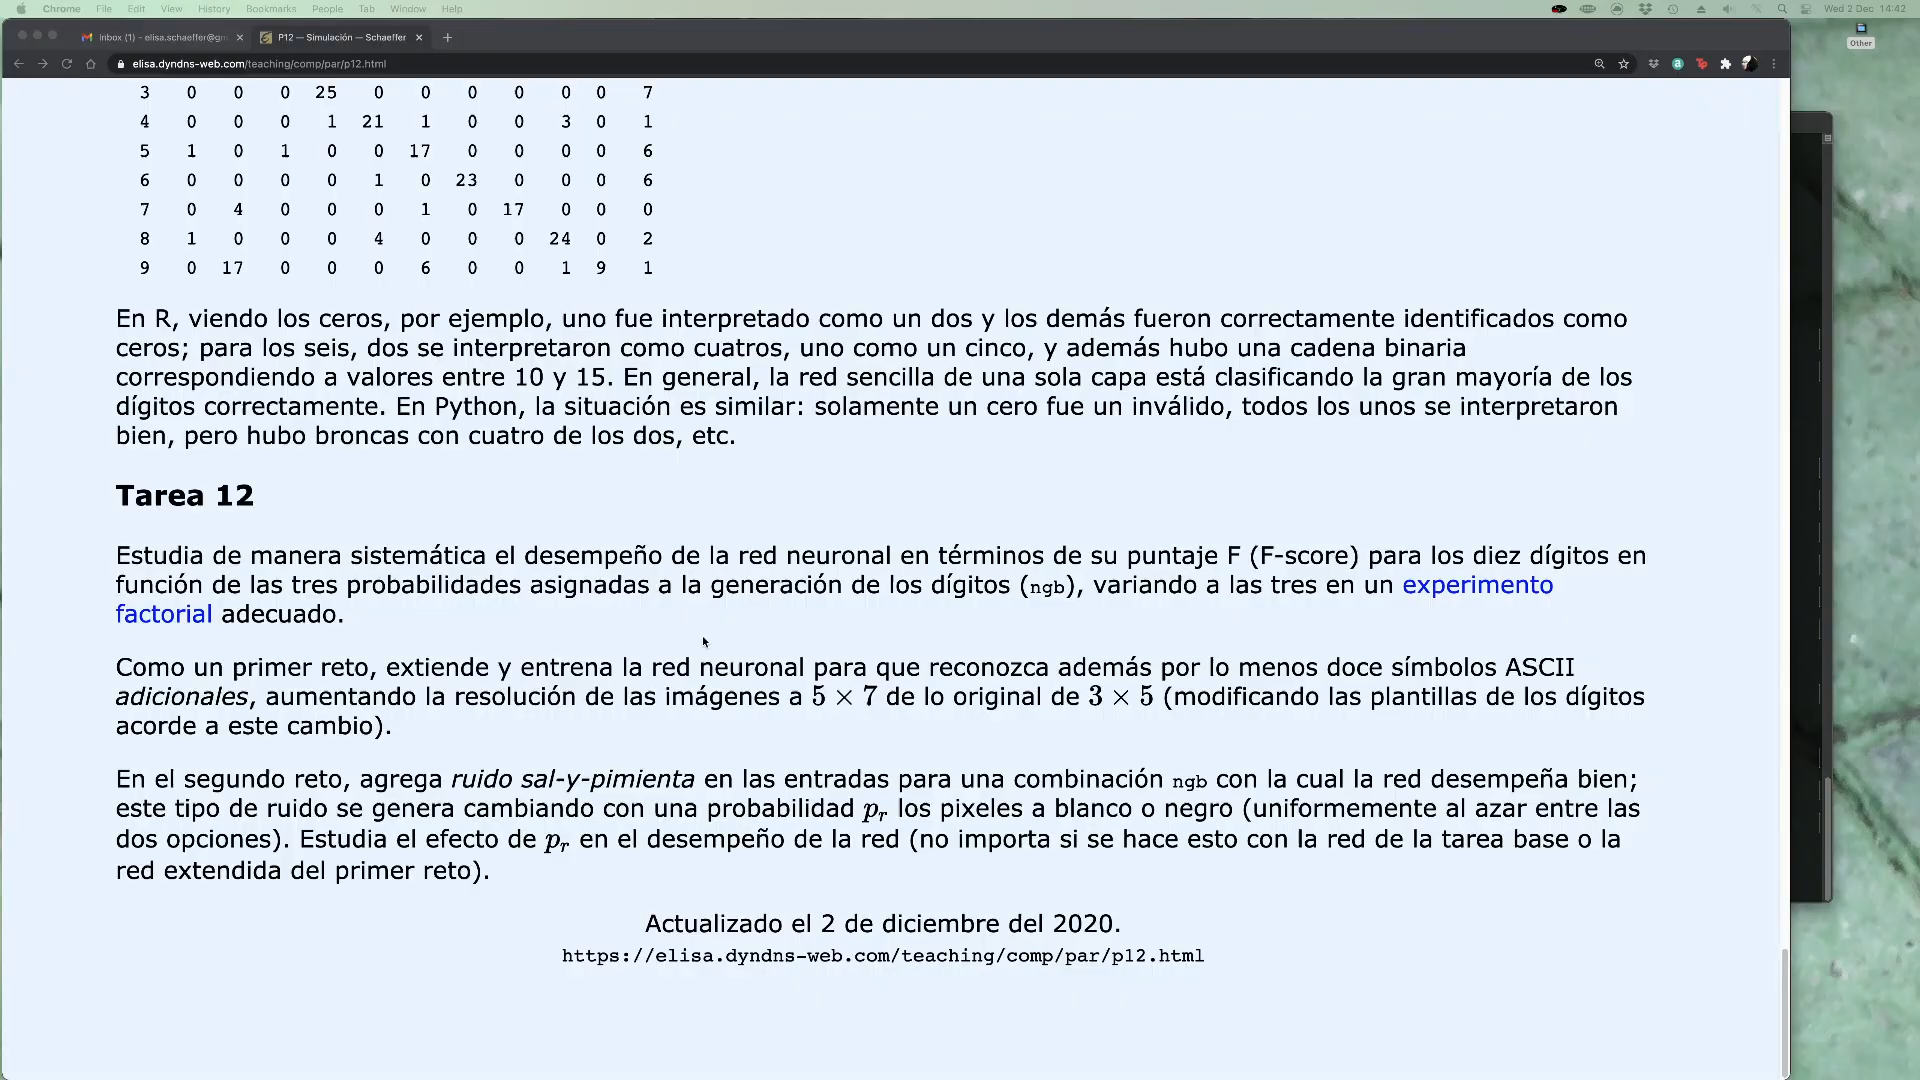 Chrome File Edit View History Bookmarks People Tab Window Help Wed 2 Dec 14:42
Inbox (1) – elisa.schaeffer@gm P12 — Simulación — Schaeffer
Other
elisa.dyndns-web.com/teaching/comp/par/p12.html
3 0 0 0 25 0 0 0 0 0 0 7
4 0 0 0 1 21 1 0 0 3 0 1
5 1 0 1 0 0 17 0 0 0 0 6
6 0 0 0 0 1 0 23 0 0 0 6
7 0 4 0 0 0 1 0 17 0 0 0
8 1 0 0 0 4 0 0 0 24 0 2
9 0 17 0 0 0 6 0 0 1 9 1
En R, viendo los ceros, por ejemplo, uno fue interpretado como un dos y los demás fueron correctamente identificados como
ceros; para los seis, dos se interpretaron como cuatros, uno como un cinco, y además hubo una cadena binaria
correspondiendo a valores entre 10 y 15. En general, la red sencilla de una sola capa está clasificando la gran mayoría de los
dígitos correctamente. En Python, la situación es similar: solamente un cero fue un inválido, todos los unos se interpretaron
bien, pero hubo broncas con cuatro de los dos, etc.
Tarea 12
Estudia de manera sistemática el desempeño de la red neuronal en términos de su puntaje F (F-score) para los diez dígitos en
función de las tres probabilidades asignadas a la generación de los dígitos (ngb), variando a las tres en un experimento
factorial adecuado.
Como un primer reto, extiende y entrena la red neuronal para que reconozca además por lo menos doce símbolos ASCII
adicionales, aumentando la resolución de las imágenes a 5 × 7 de lo original de 3 × 5 (modificando las plantillas de los dígitos
acorde a este cambio).
En el segundo reto, agrega ruido sal-y-pimienta en las entradas para una combinación ngb con la cual la red desempeña bien;
este tipo de ruido se genera cambiando con una probabilidad pr los pixeles a blanco o negro (uniformemente al azar entre las
dos opciones). Estudia el efecto de pr en el desempeño de la red (no importa si se hace esto con la red de la tarea base o la
red extendida del primer reto).
Actualizado el 2 de diciembre del 2020.
https://elisa.dyndns-web.com/teaching/comp/par/p12.html